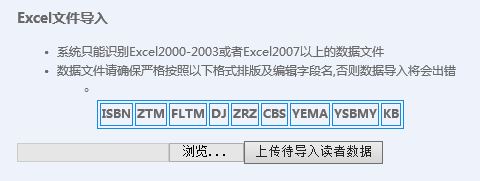 Excel文件导入
系统只能识别Excel2000-2003或者Excel2007以上的数据文件
数据文件请确保严格按照以下格式排版及编辑字段名,否则数据导入将会出错
。
ISBN ZTM FLTM DJ ZRZ CBS YEMA YSBMY KB
浏览... 上传待导入读者数据